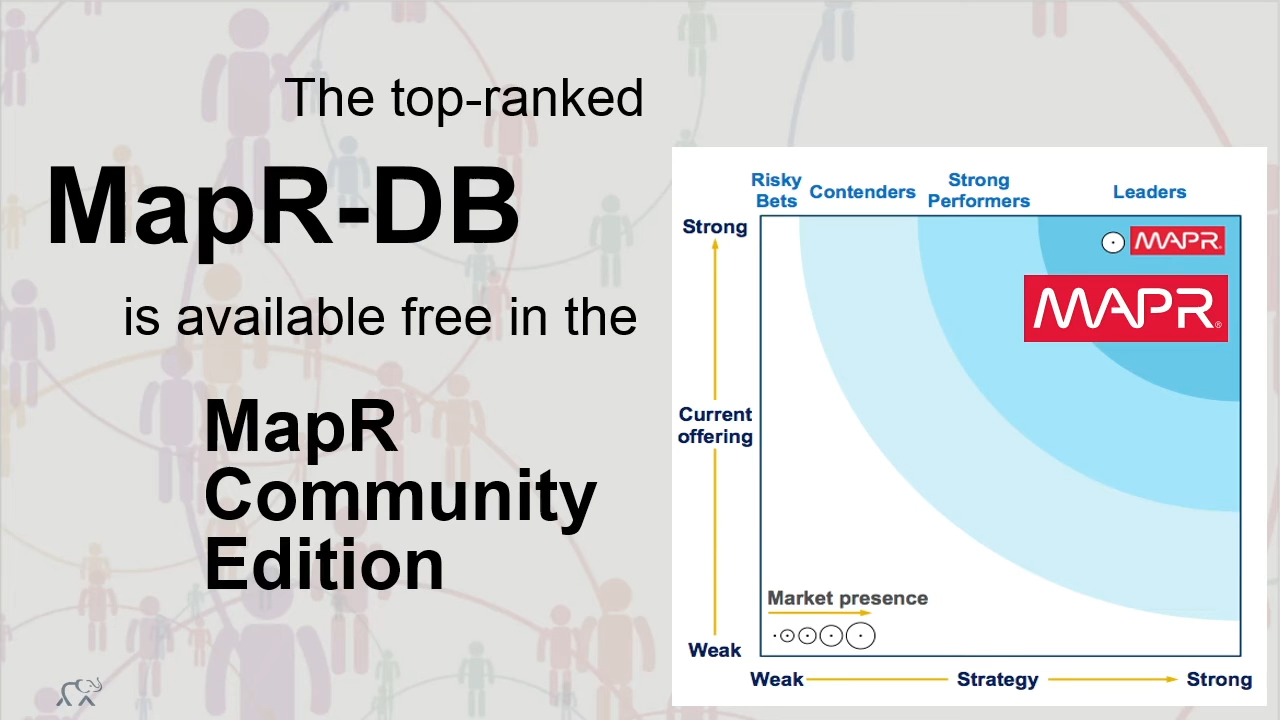 The top-ranked
MapR-DB
is available free in the
MapR
Community
Edition
Risky
Bets
Contenders
Strong
Performers
Leaders
Strong
MAPR®
MAPR®
Current
offering
Market presence
Weak
Weak
Strategy
Strong